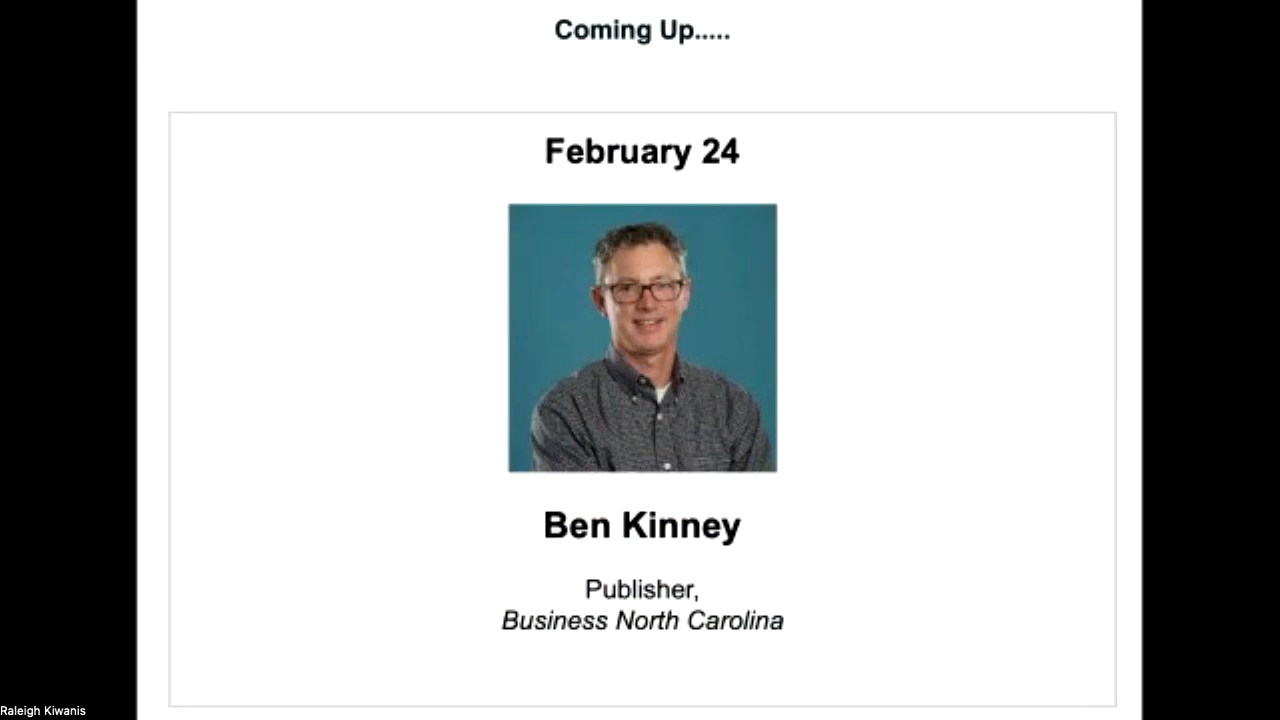 Coming Up.....
February 24
Ben Kinney
Publisher,
Business North Carolina
Raleigh Kiwanis